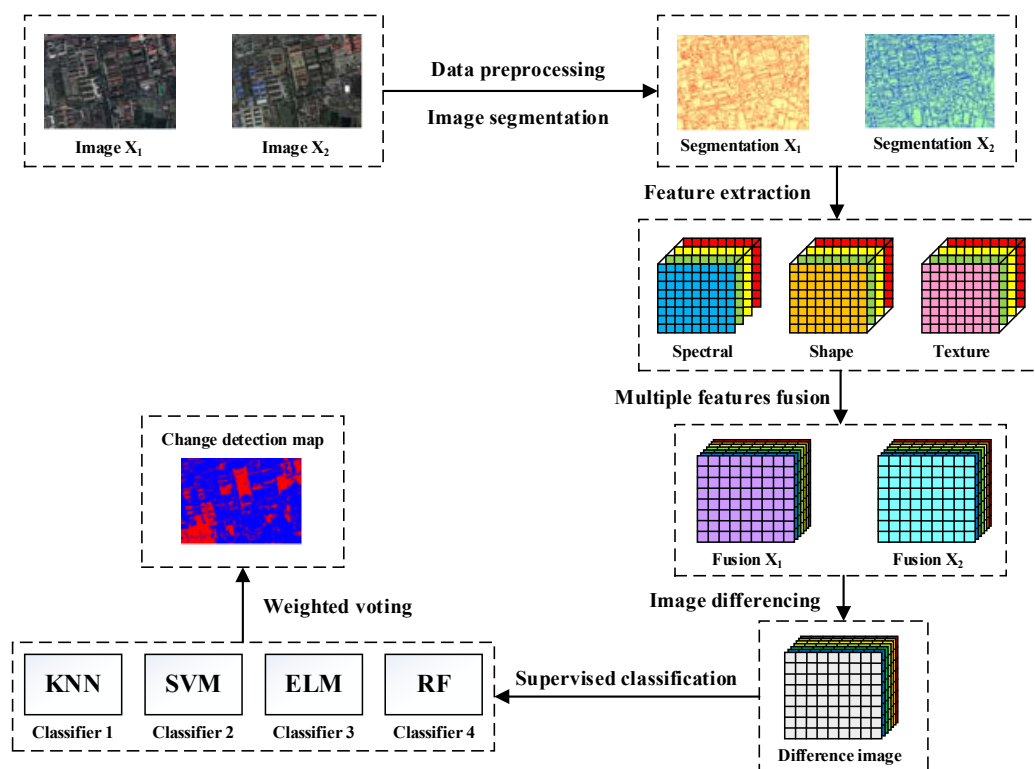 Image X₁
Image X₂
Data preprocessing
Image segmentation
Segmentation X₁
Segmentation X₂
Feature extraction
Spectral
Shape
Texture
Multiple features fusion
Fusion X₁
Fusion X₂
Image differencing
Difference image
Supervised classification
KNN
SVM
ELM
RF
Classifier 1
Classifier 2
Classifier 3
Classifier 4
Weighted voting
Change detection map